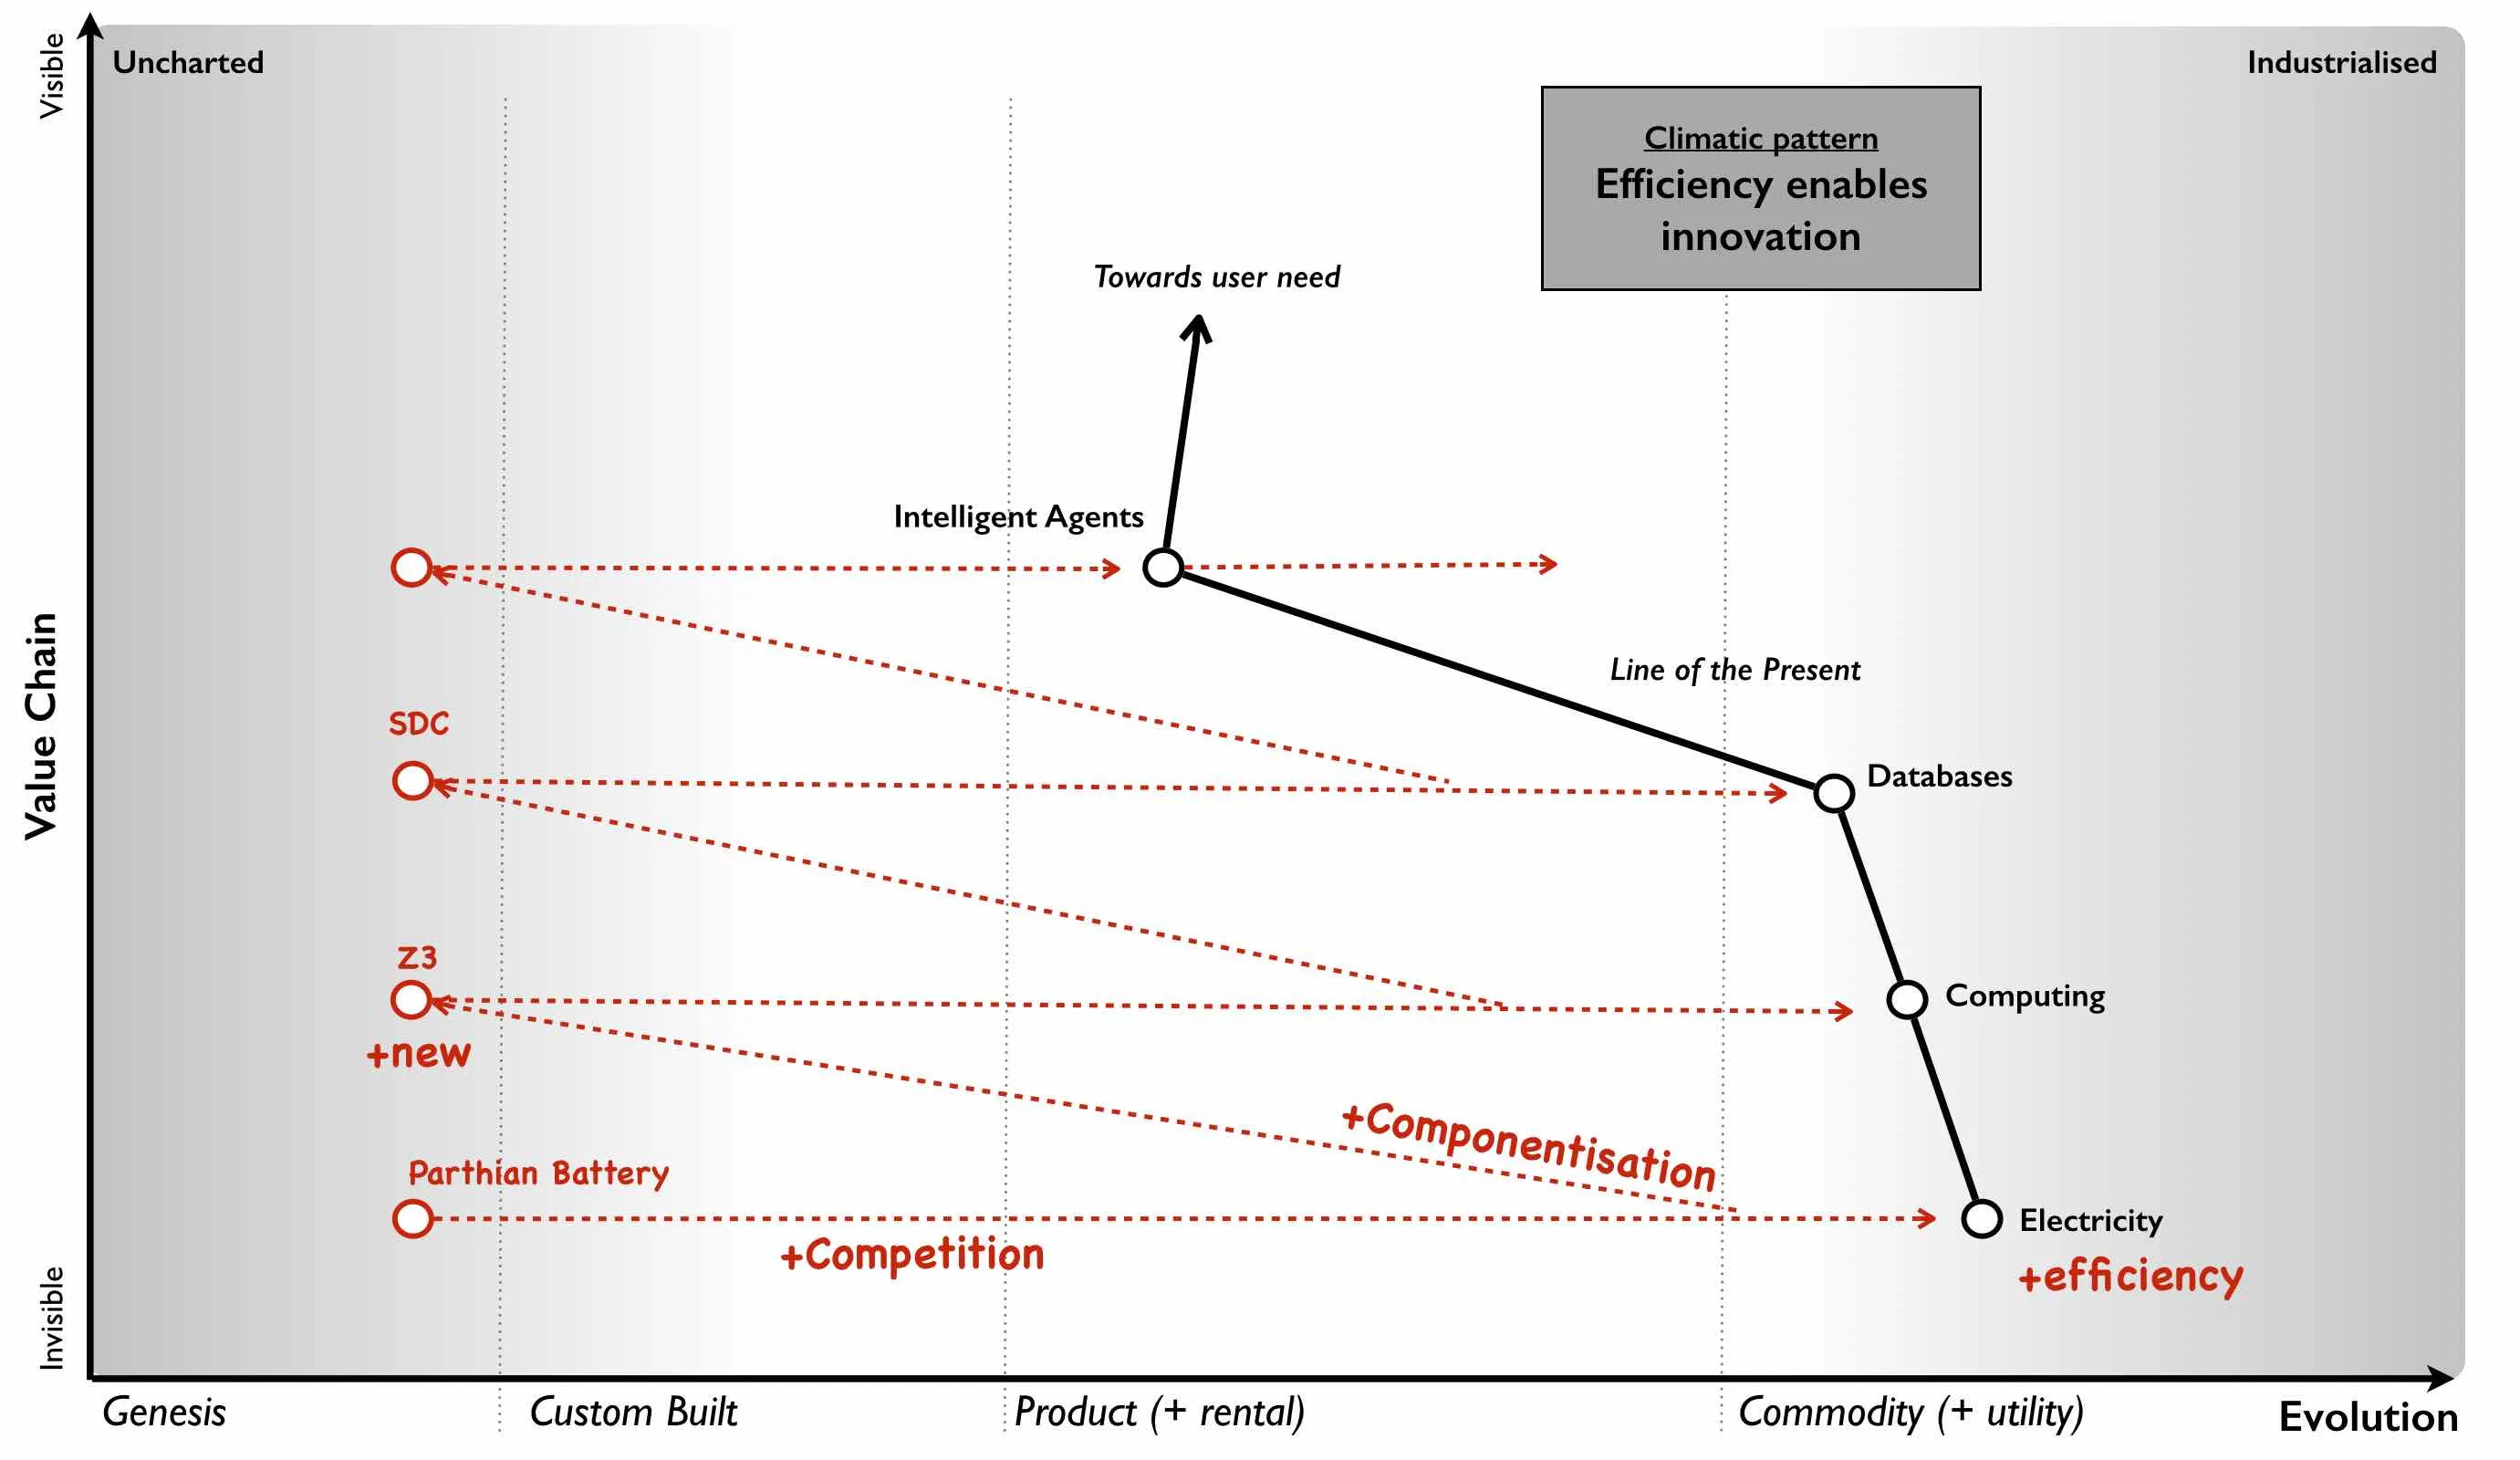 Visible
Uncharted
Industrialised
Climatic pattern
Efficiency enables
innovation
Towards user need
Intelligent Agents
Line of the Present
Value Chain
SDC
Databases
Z3
Computing
+new
+Componentisation
Parthian Battery
Electricity
+Competition
+efficiency
Invisible
Genesis
Custom Built
Product (+ rental)
Commodity (+ utility)
Evolution